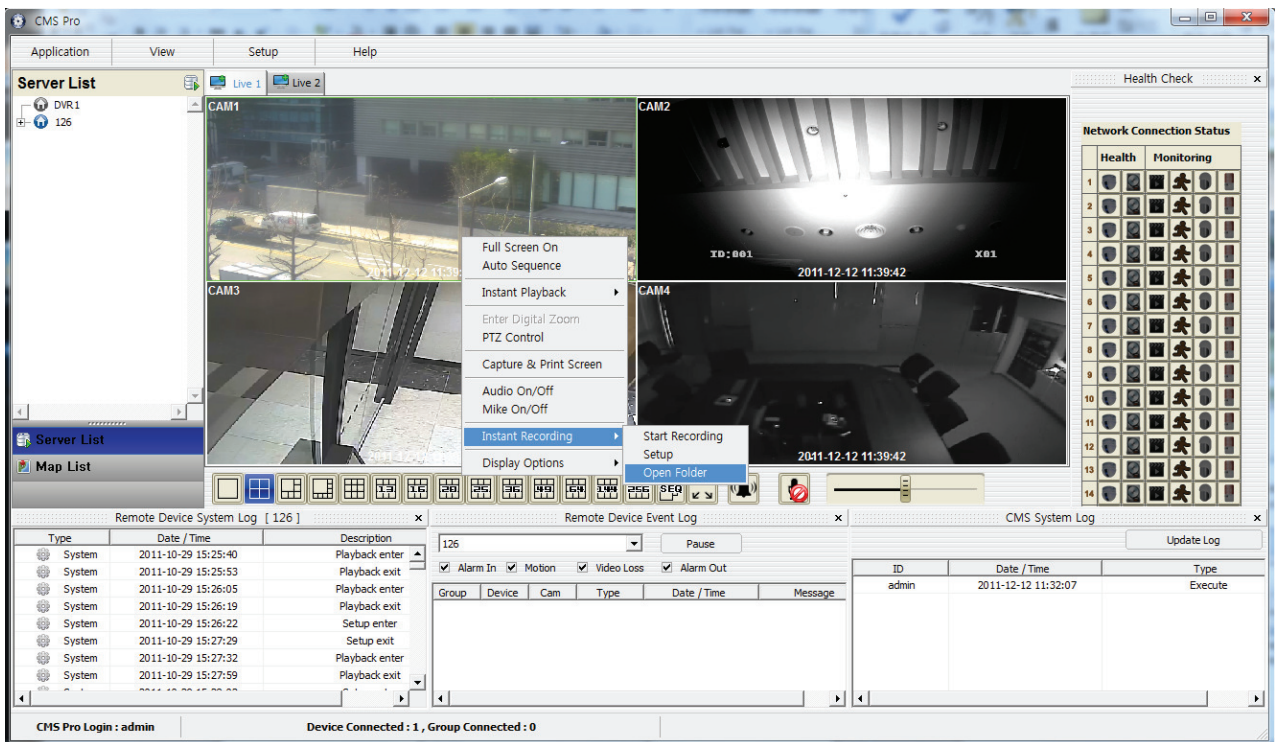 CMS Pro
Application View Setup Help
Server List
DVR1
126
Live 1 Live 2
CAM1
CAM2
ID:001 X01
2011-12-12 11:39:42
CAM3
CAM4
2011-12-12 11:39:42
Full Screen On
Auto Sequence
Instant Playback
Enter Digital Zoom
PTZ Control
Capture & Print Screen
Audio On/Off
Mike On/Off
Instant Recording
Display Options
Start Recording
Setup
Open Folder
Health Check
Network Connection Status
Health Monitoring
1
2
3
4
5
6
7
8
9
10
11
12
13
14
Server List
Map List
13 16 20 25 36 49 64 144 256 SEQ
Remote Device System Log [ 126 ]
Type Date / Time Description
System 2011-10-29 15:25:40 Playback enter
System 2011-10-29 15:25:53 Playback exit
System 2011-10-29 15:26:05 Playback enter
System 2011-10-29 15:26:19 Playback exit
System 2011-10-29 15:26:22 Setup enter
System 2011-10-29 15:27:29 Setup exit
System 2011-10-29 15:27:32 Playback enter
System 2011-10-29 15:27:59 Playback exit
Remote Device Event Log
126 Pause
Alarm In Motion Video Loss Alarm Out
Group Device Cam Type Date / Time Message
CMS System Log
Update Log
ID Date / Time Type
admin 2011-12-12 11:32:07 Execute
CMS Pro Login : admin Device Connected : 1 , Group Connected : 0